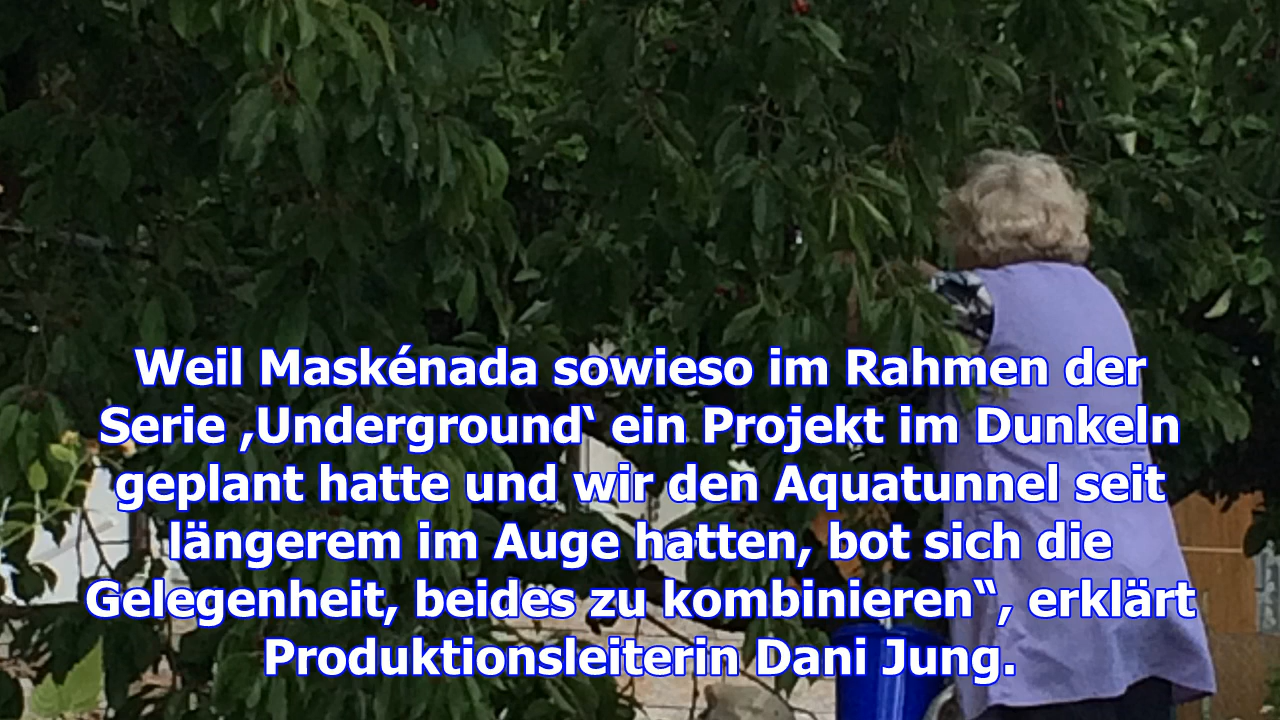 Weil Maskénada sowieso im Rahmen der
Serie ‚Underground‘ ein Projekt im Dunkeln
geplant hatte und wir den Aquatunnel seit
längerem im Auge hatten, bot sich die
Gelegenheit, beides zu kombinieren“, erklärt
Produktionsleiterin Dani Jung.